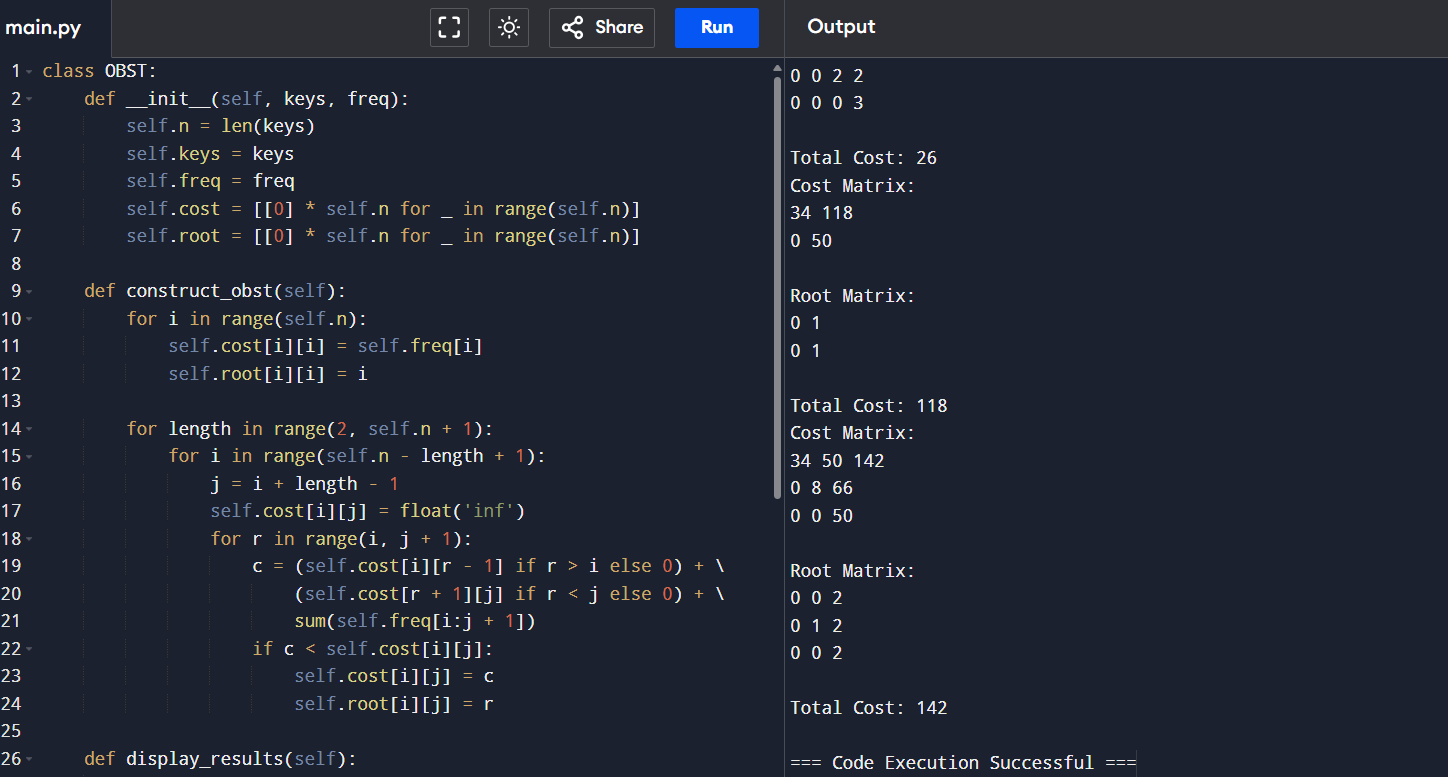 main.py
Share
Run
Output
1 class OBST:
2 def __init__(self, keys, freq):
3 self.n = len(keys)
4 self.keys = keys
5 self.freq = freq
6 self.cost = [[0] * self.n for _ in range(self.n)]
7 self.root = [[0] * self.n for _ in range(self.n)]
8
9 def construct_obst(self):
10 for i in range(self.n):
11 self.cost[i][i] = self.freq[i]
12 self.root[i][i] = i
13
14 for length in range(2, self.n + 1):
15 for i in range(self.n - length + 1):
16 j = i + length - 1
17 self.cost[i][j] = float('inf')
18 for r in range(i, j + 1):
19 c = (self.cost[i][r - 1] if r > i else 0) + \
20 (self.cost[r + 1][j] if r < j else 0) + \
21 sum(self.freq[i:j + 1])
22 if c < self.cost[i][j]:
23 self.cost[i][j] = c
24 self.root[i][j] = r
25
26 def display_results(self):
0 0 2 2
0 0 0 3
Total Cost: 26
Cost Matrix:
34 118
0 50
Root Matrix:
0 1
0 1
Total Cost: 118
Cost Matrix:
34 50 142
0 8 66
0 0 50
Root Matrix:
0 0 2
0 1 2
0 0 2
Total Cost: 142
=== Code Execution Successful ===